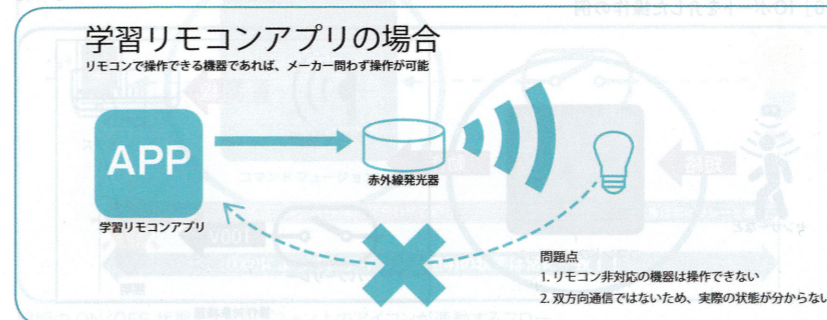 学習リモコンアプリの場合
リモコンで操作できる機器であれば、メーカー問わず操作が可能
APP
学習リモコンアプリ
赤外線発光器
問題点
1. リモコン非対応の機器は操作できない
2. 双方向通信ではないため、実際の状態が分からない